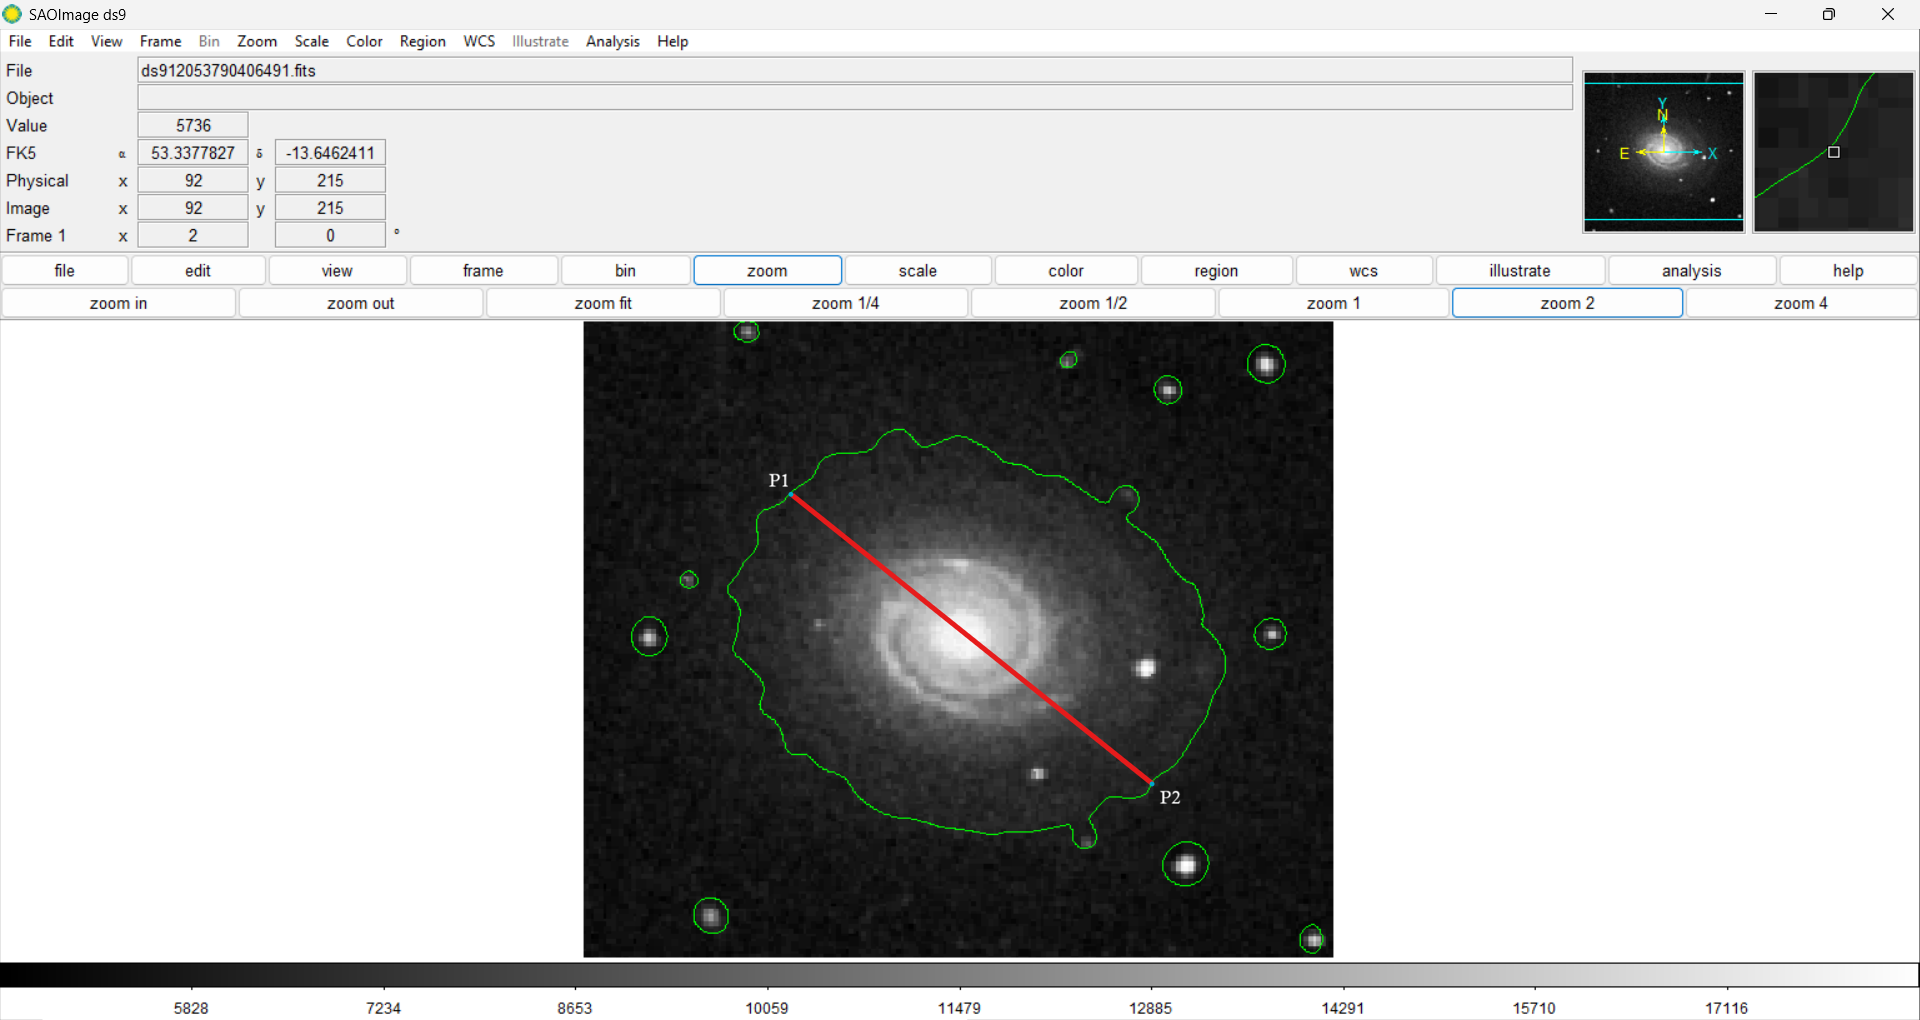 SAOImage ds9
File Edit View Frame Bin Zoom Scale Color Region WCS Illustrate Analysis Help
File ds912053790406491.fits
Object
Value 5736
FK5 α 53.3377827 δ -13.6462411
Physical x 92 y 215
Image x 92 y 215
Frame 1 x 2 0 °
Y
N
E X
file edit view frame bin zoom scale color region wcs illustrate analysis help
zoom in zoom out zoom fit zoom 1/4 zoom 1/2 zoom 1 zoom 2 zoom 4
P1
P2
5828 7234 8653 10059 11479 12885 14291 15710 17116